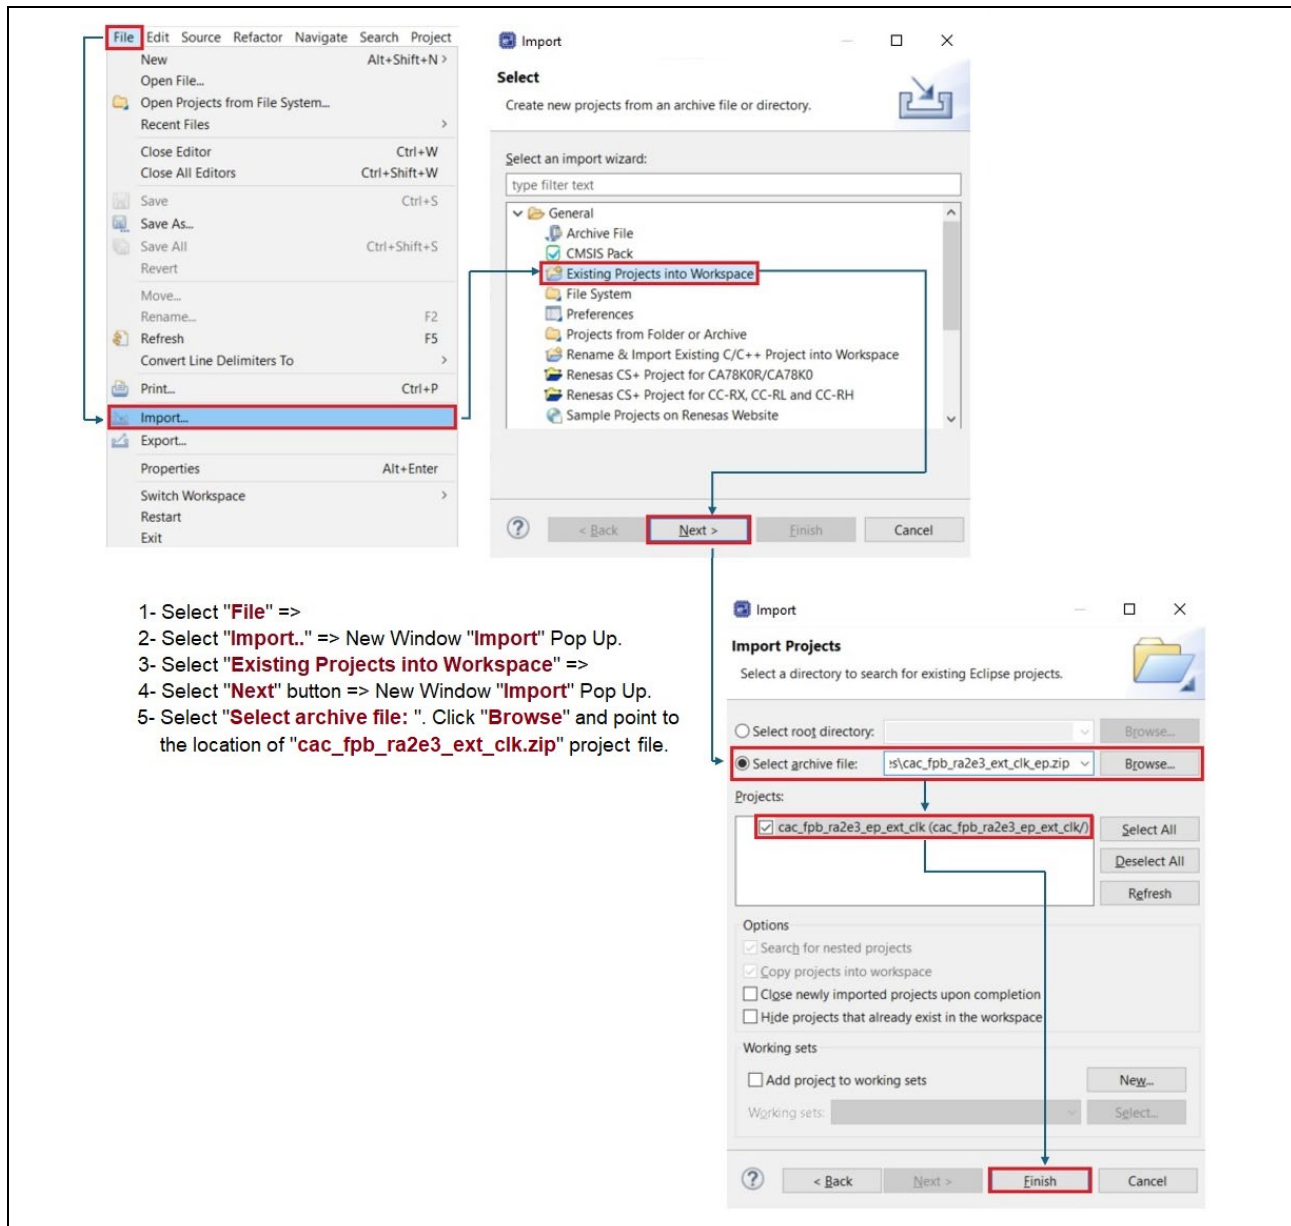 File Edit Source Refactor Navigate Search Project
New Alt+Shift+N >
Open File...
Open Projects from File System...
Recent Files >
Close Editor Ctrl+W
Close All Editors Ctrl+Shift+W
Save Ctrl+S
Save As...
Save All Ctrl+Shift+S
Revert
Move...
Rename... F2
Refresh F5
Convert Line Delimiters To >
Print... Ctrl+P
Import...
Export...
Properties Alt+Enter
Switch Workspace >
Restart
Exit
Import
Select
Create new projects from an archive file or directory.
Select an import wizard:
type filter text
General
Archive File
CMSIS Pack
Existing Projects into Workspace
File System
Preferences
Projects from Folder or Archive
Rename & Import Existing C/C++ Project into Workspace
Renesas CS+ Project for CA78K0R/CA78K0
Renesas CS+ Project for CC-RX, CC-RL and CC-RH
Sample Projects on Renesas Website
? < Back Next > Finish Cancel
1- Select "File" =>
2- Select "Import.." => New Window "Import" Pop Up.
3- Select "Existing Projects into Workspace" =>
4- Select "Next" button => New Window "Import" Pop Up.
5- Select "Select archive file: ". Click "Browse" and point to
the location of "cac_fpb_ra2e3_ext_clk.zip" project file.
Import
Import Projects
Select a directory to search for existing Eclipse projects.
Select root directory: Browse...
Select archive file: :s\cac_fpb_ra2e3_ext_clk_ep.zip Browse...
Projects:
cac_fpb_ra2e3_ep_ext_clk (cac_fpb_ra2e3_ep_ext_clk/) Select All
Deselect All
Refresh
Options
Search for nested projects
Copy projects into workspace
Close newly imported projects upon completion
Hide projects that already exist in the workspace
Working sets
Add project to working sets New...
Working sets: Select...
? < Back Next > Finish Cancel